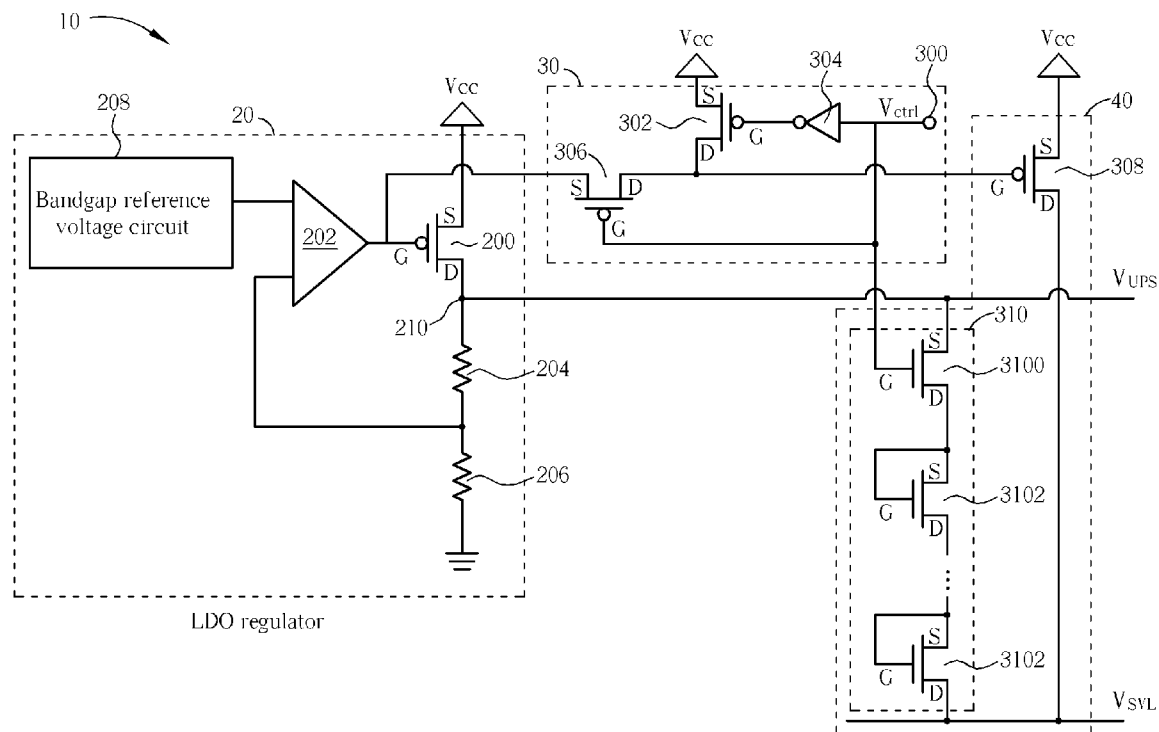 10
208
20
Vcc
Bandgap reference
voltage circuit
202
G
S
200
D
210
204
206
LDO regulator
30
Vcc
S
302
D
G
304
Vctrl
300
306
S
D
G
Vcc
40
S
G
308
D
VUPS
310
S
3100
G
D
S
3102
G
D
S
3102
G
D
VSVL